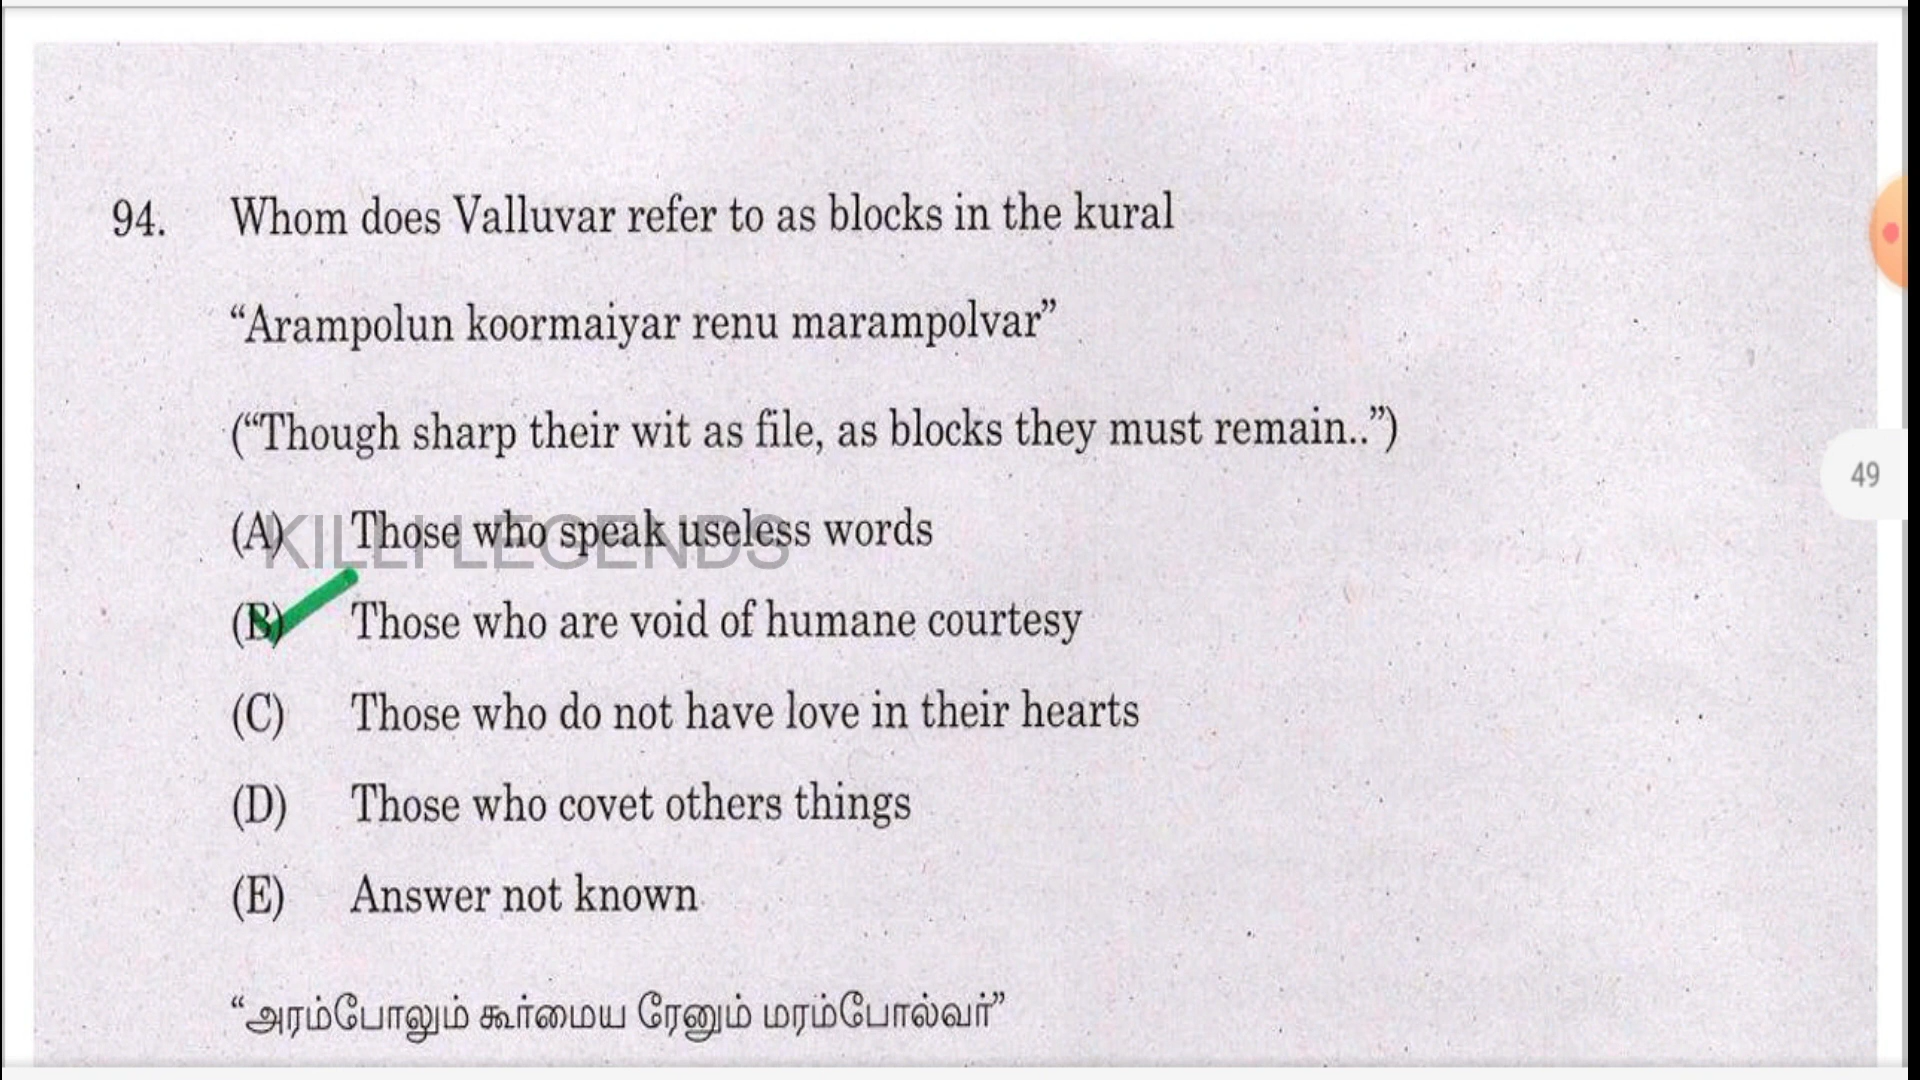 94. Whom does Valluvar refer to as blocks in the kural
“Arampolun koormaiyar renu marampolvar”
(“Though sharp their wit as file, as blocks they must remain..”)
49
(A) Those who speak useless words
KILLI LEGENDS
(B) Those who are void of humane courtesy
(C) Those who do not have love in their hearts
(D) Those who covet others things
(E) Answer not known
“அரம்போலும் கூர்மைய ரேனும் மரம்போல்வர்”